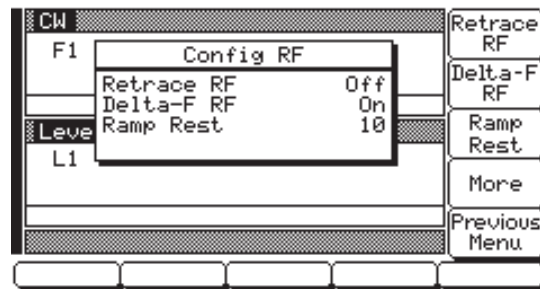 CW
F1
Config RF
Retrace RF Off
Delta-F RF On
Ramp Rest 10
Leve
L1
Retrace
RF
Delta-F
RF
Ramp
Rest
More
Previous
Menu